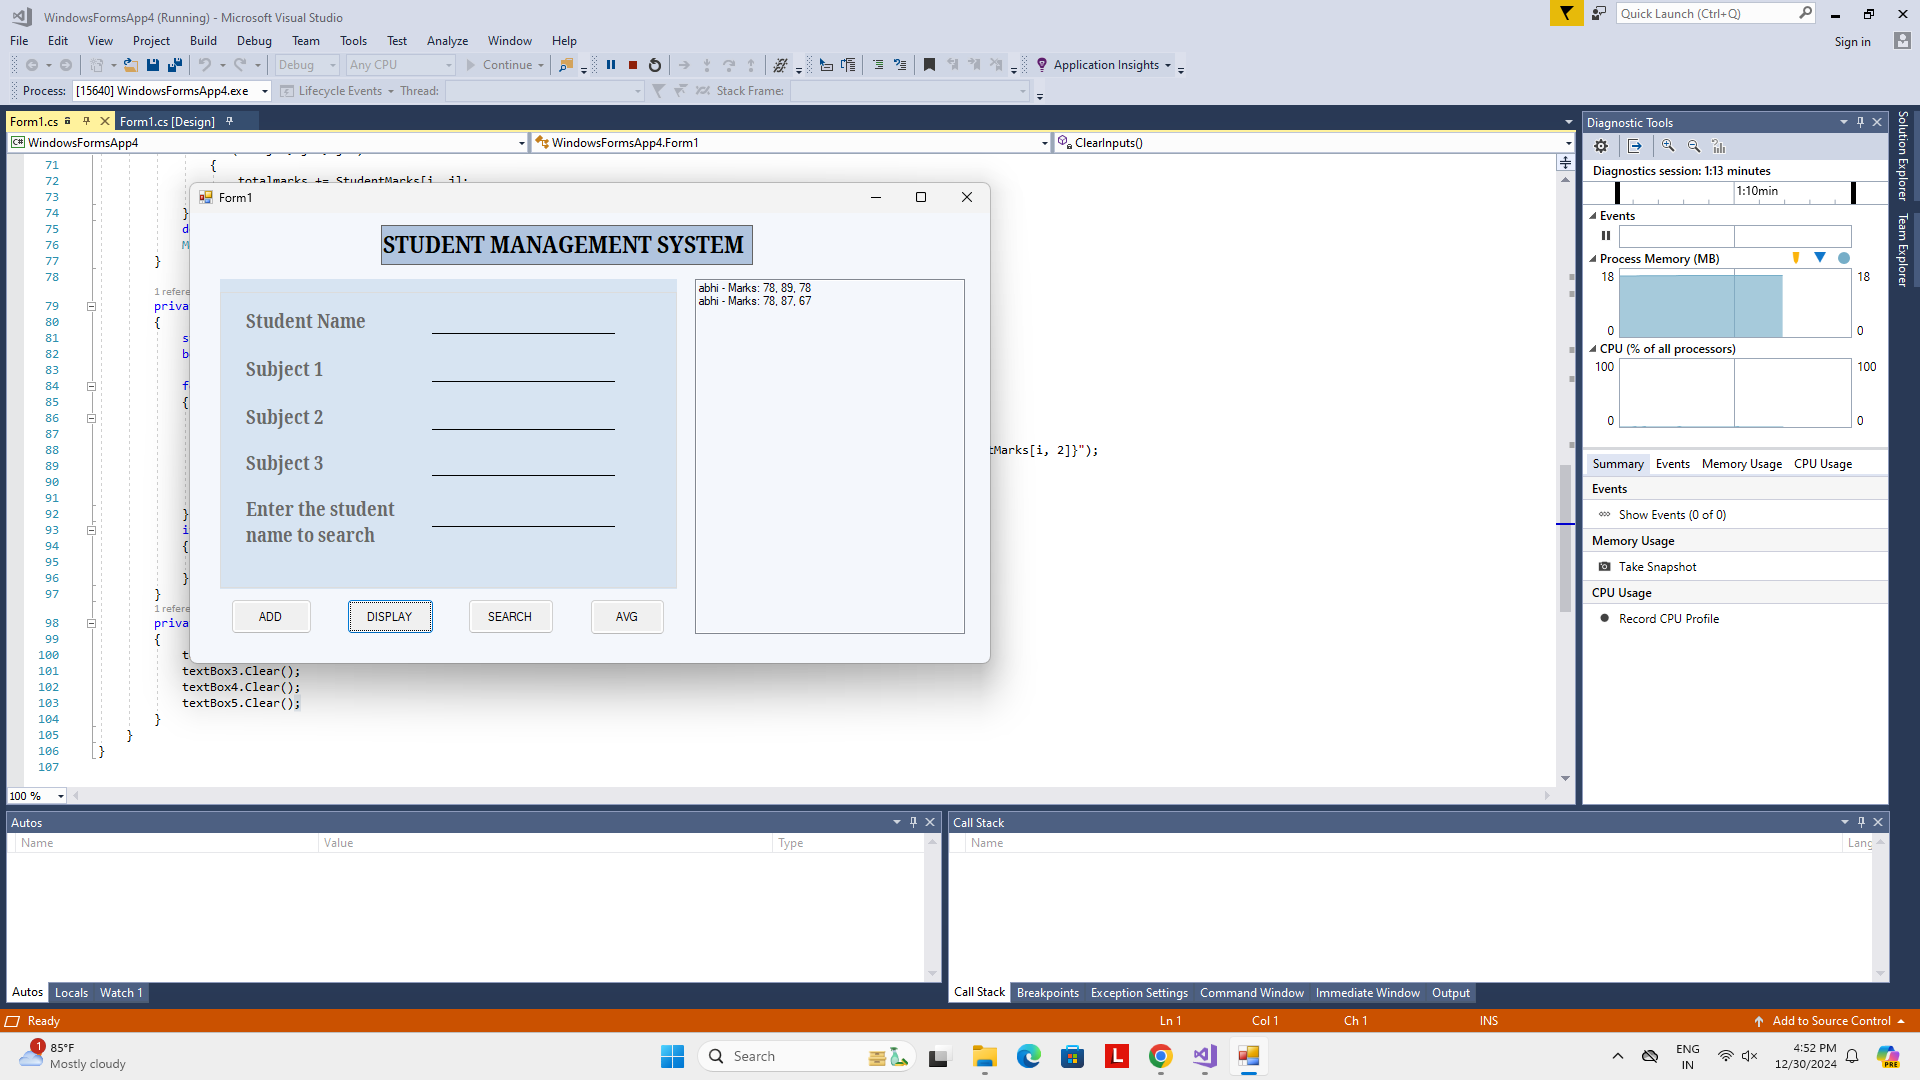 WindowsFormsApp4 (Running) - Microsoft Visual Studio
Quick Launch (Ctrl+Q)
File Edit View Project Build Debug Team Tools Test Analyze Window Help
Sign in
Debug Any CPU Continue Application Insights
Process: [15640] WindowsFormsApp4.exe Lifecycle Events Thread: Stack Frame:
Form1.cs Form1.cs [Design]
WindowsFormsApp4 WindowsFormsApp4.Form1 ClearInputs()
71 {
72 totalmarks += StudentMarks[i, j];
73
74 }
75 d
76 M
77 }
78
1 refere
79 privat
80 {
81 s
82 b
83
84 f
85 {
86
87
88 tMarks[i, 2]}");
89
90
91
92 }
93 i
94 {
95
96 }
97 }
1 refere
98 privat
99 {
100 t
101 textBox3.Clear();
102 textBox4.Clear();
103 textBox5.Clear();
104 }
105 }
106 }
107
100 %
Form1
STUDENT MANAGEMENT SYSTEM
Student Name
Subject 1
Subject 2
Subject 3
Enter the student
name to search
ADD DISPLAY SEARCH AVG
abhi - Marks: 78, 89, 78
abhi - Marks: 78, 87, 67
Diagnostic Tools
Diagnostics session: 1:13 minutes
1:10min
Events
Process Memory (MB)
18 18
0 0
CPU (% of all processors)
100 100
0 0
Summary Events Memory Usage CPU Usage
Events
Show Events (0 of 0)
Memory Usage
Take Snapshot
CPU Usage
Record CPU Profile
Solution Explorer
Team Explorer
Autos
Name Value Type
Autos Locals Watch 1
Call Stack
Name Lang
Call Stack Breakpoints Exception Settings Command Window Immediate Window Output
Ready Ln 1 Col 1 Ch 1 INS Add to Source Control
1
85°F
Mostly cloudy
Search
L
ENG
IN
4:52 PM
12/30/2024
PRE